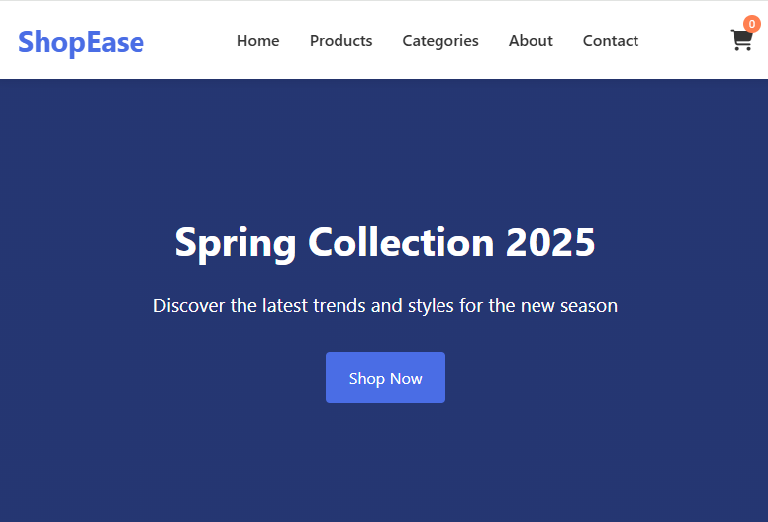 ShopEase Home Products Categories About Contact 0
Spring Collection 2025
Discover the latest trends and styles for the new season
Shop Now